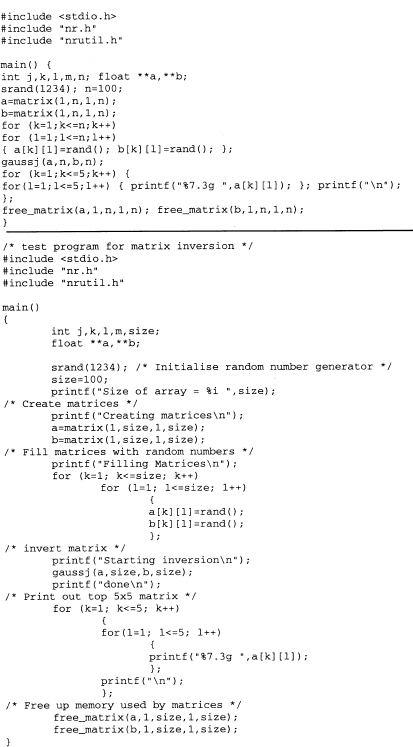 #include <stdio.h>
#include "nr.h"
#include "nrutil.h"
main() {
int j,k,l,m,n; float **a,**b;
srand(1234); n=100;
a=matrix(1,n,1,n);
b=matrix(1,n,1,n);
for (k=1;k<=n;k++)
for (l=1;l<=n;l++)
{ a[k][l]=rand(); b[k][l]=rand(); };
gaussj(a,n,b,n);
for (k=1;k<=5;k++) {
for(l=1;l<=5;l++) { printf("%7.3g ",a[k][l]); }; printf("\n");
};
free_matrix(a,1,n,1,n); free_matrix(b,1,n,1,n);
}
/* test program for matrix inversion */
#include <stdio.h>
#include "nr.h"
#include "nrutil.h"
main()
{
int j,k,l,m,size;
float **a,**b;
srand(1234); /* Initialise random number generator */
size=100;
printf("Size of array = %i ",size);
/* Create matrices */
printf("Creating matrices\n");
a=matrix(1,size,1,size);
b=matrix(1,size,1,size);
/* Fill matrices with random numbers */
printf("Filling Matrices\n");
for (k=1; k<=size; k++)
for (l=1; l<=size; l++)
{
a[k][l]=rand();
b[k][l]=rand();
};
/* invert matrix */
printf("Starting inversion\n");
gaussj(a,size,b,size);
printf("done\n");
/* Print out top 5x5 matrix */
for (k=1; k<=5; k++)
{
for(l=1; l<=5; l++)
{
printf("%7.3g ",a[k][l]);
};
printf("\n");
};
/* Free up memory used by matrices */
free_matrix(a,1,size,1,size);
free_matrix(b,1,size,1,size);
}